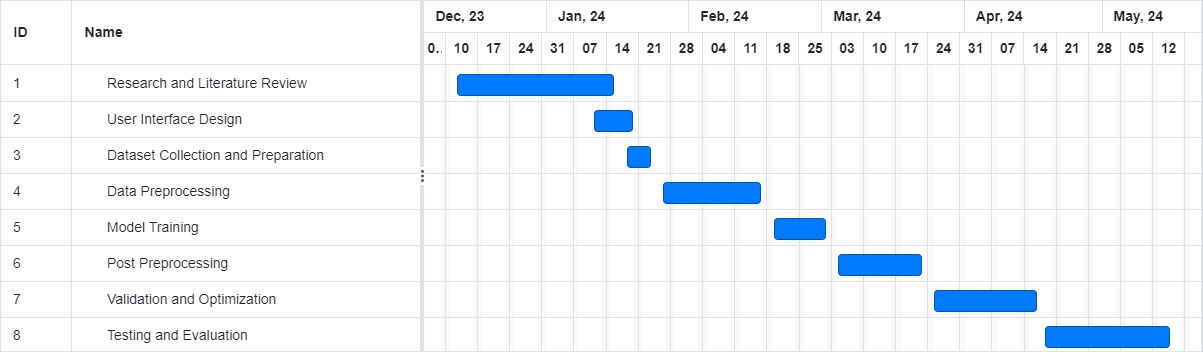 ID Name Dec, 23 Jan, 24 Feb, 24 Mar, 24 Apr, 24 May, 24
0.. 10 17 24 31 07 14 21 28 04 11 18 25 03 10 17 24 31 07 14 21 28 05 12
1 Research and Literature Review
2 User Interface Design
3 Dataset Collection and Preparation
4 Data Preprocessing
5 Model Training
6 Post Preprocessing
7 Validation and Optimization
8 Testing and Evaluation